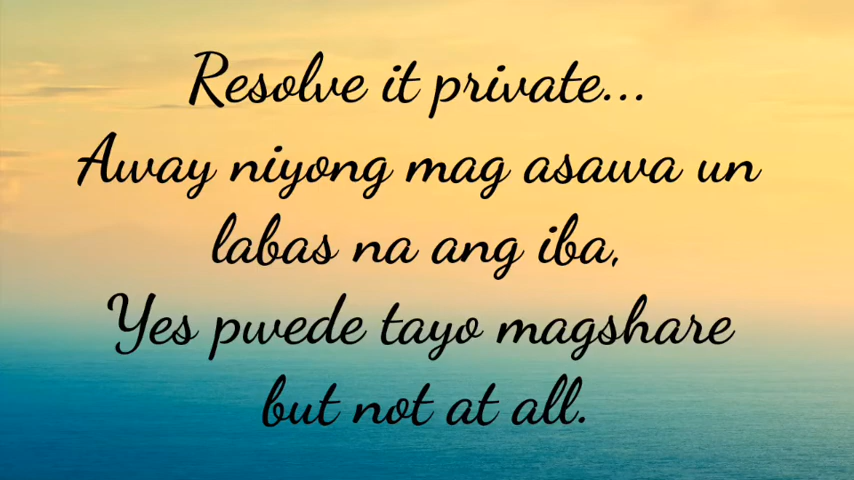 Resolve it private...
Away niyong mag asawa un
labas na ang iba,
Yes pwede tayo magshare
but not at all.